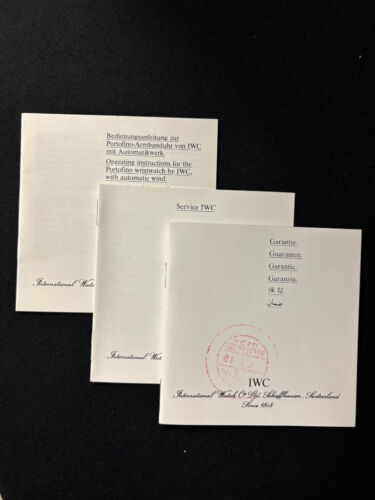 Bedienungsanleitung zur
Portofino-Armbanduhr von IWC
mit Automatikwerk.
Operating instructions for the
Portofino wristwatch by IWC,
with automatic wind.
International Watch
Service IWC
International Wat
Garantie.
Guarantee.
Garantie.
Garanzia.
保証
ضمان
IWC
International Watch Co. Ltd. Schaffhausen, Switzerland
Since 1868